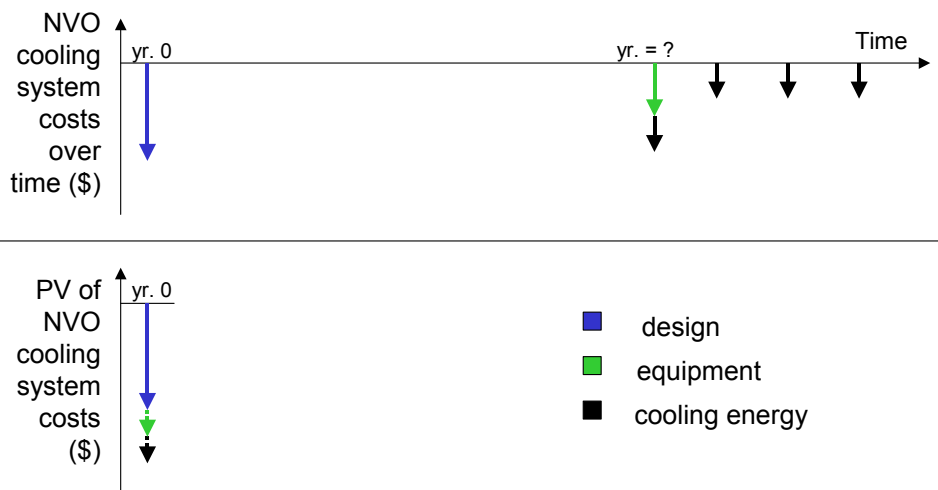 NVO
cooling
system
costs
over
time ($)
yr. 0
yr. = ?
Time
PV of
NVO
cooling
system
costs
($)
yr. 0
design
equipment
cooling energy